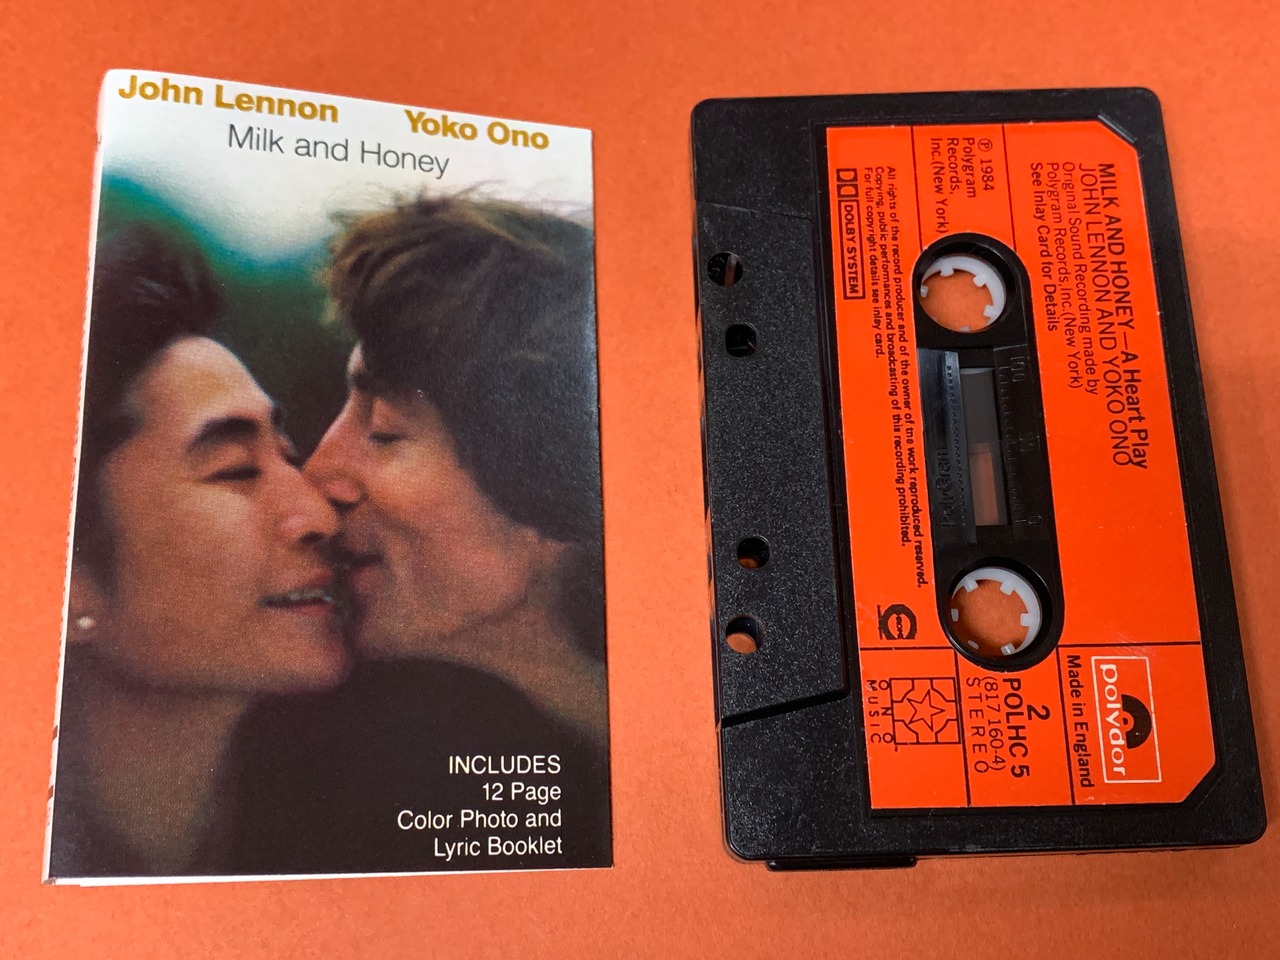 John Lennon Yoko Ono
Milk and Honey
INCLUDES
12 Page
Color Photo and
Lyric Booklet
MILK AND HONEY—A Heart Play
JOHN LENNON AND YOKO ONO
Original Sound Recording made by
Polygram Records, Inc. (New York)
See Inlay Card for Details
℗ 1984
Polygram
Records,
Inc. (New York)
All rights of the record producer and of the owner of the work reproduced reserved.
Copying, public performances and broadcasting of this recording prohibited.
For full copyright details see inlay card.
DOLBY SYSTEM
polydor
Made in England
2
POLHC 5
(817 160-4)
STEREO
ONO
MUSIC